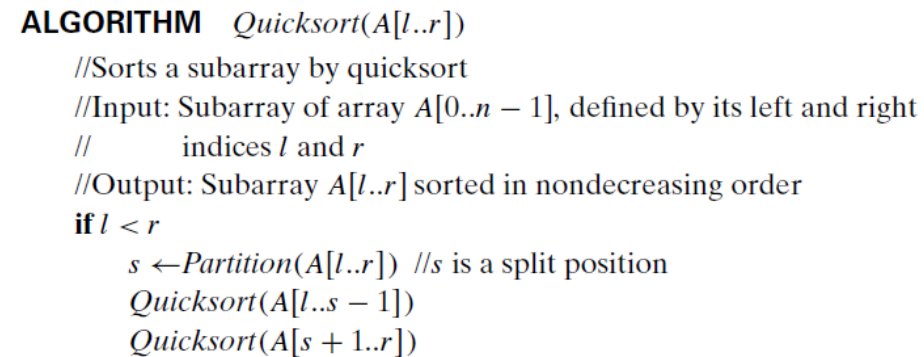 ALGORITHM Quicksort(A[l..r])
//Sorts a subarray by quicksort
//Input: Subarray of array A[0..n − 1], defined by its left and right
// indices l and r
//Output: Subarray A[l..r] sorted in nondecreasing order
if l < r
s ←Partition(A[l..r]) //s is a split position
Quicksort(A[l..s − 1])
Quicksort(A[s + 1..r])